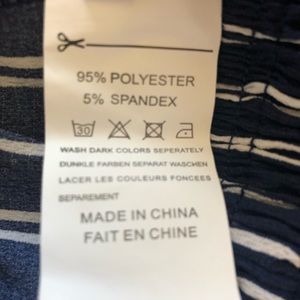 95% POLYESTER
5% SPANDEX
30
WASH DARK COLORS SEPERATELY
DUNKLE FARBEN SEPARAT WASCHEN
LACER LES COULEURS FONCEES
SEPAREMENT
MADE IN CHINA
FAIT EN CHINE